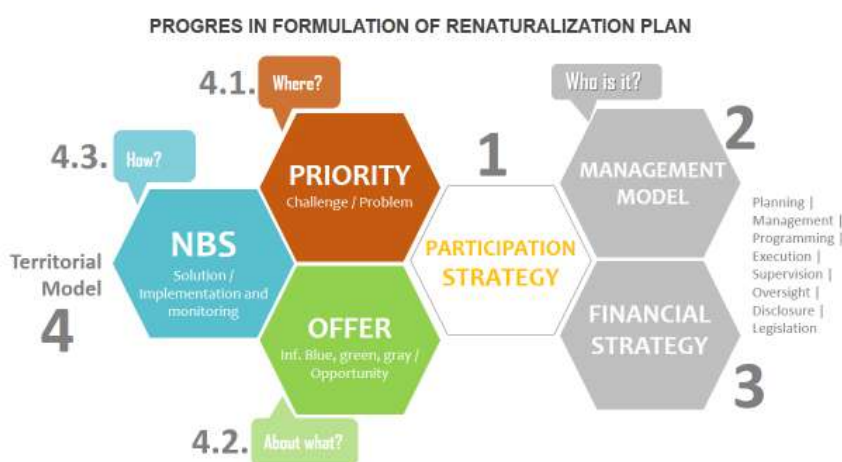 PROGRES IN FORMULATION OF RENATURALIZATION PLAN
4.1.
Where?
Who is it?
4.3.
How?
1
2
PRIORITY
Challenge / Problem
MANAGEMENT
MODEL
NBS
Solution /
Implementation and
monitoring
PARTICIPATION
STRATEGY
Planning |
Management |
Programming |
Execution |
Supervision |
Oversight |
Disclosure |
Legislation
Territorial
Model
4
OFFER
Inf. Blue, green, gray /
Opportunity
FINANCIAL
STRATEGY
3
4.2.
About what?